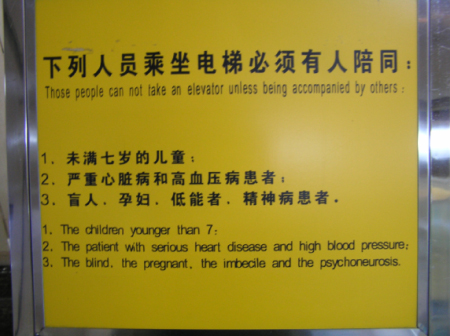 下列人员乘坐电梯必须有人陪同：
Those people can not take an elevator unless being accompanied by others :
1、未满七岁的儿童；
2、严重心脏病和高血压病患者；
3、盲人、孕妇、低能者、精神病患者。
1. The children younger than 7;
2. The patient with serious heart disease and high blood pressure;
3. The blind, the pregnant, the imbecile and the psychoneurosis.